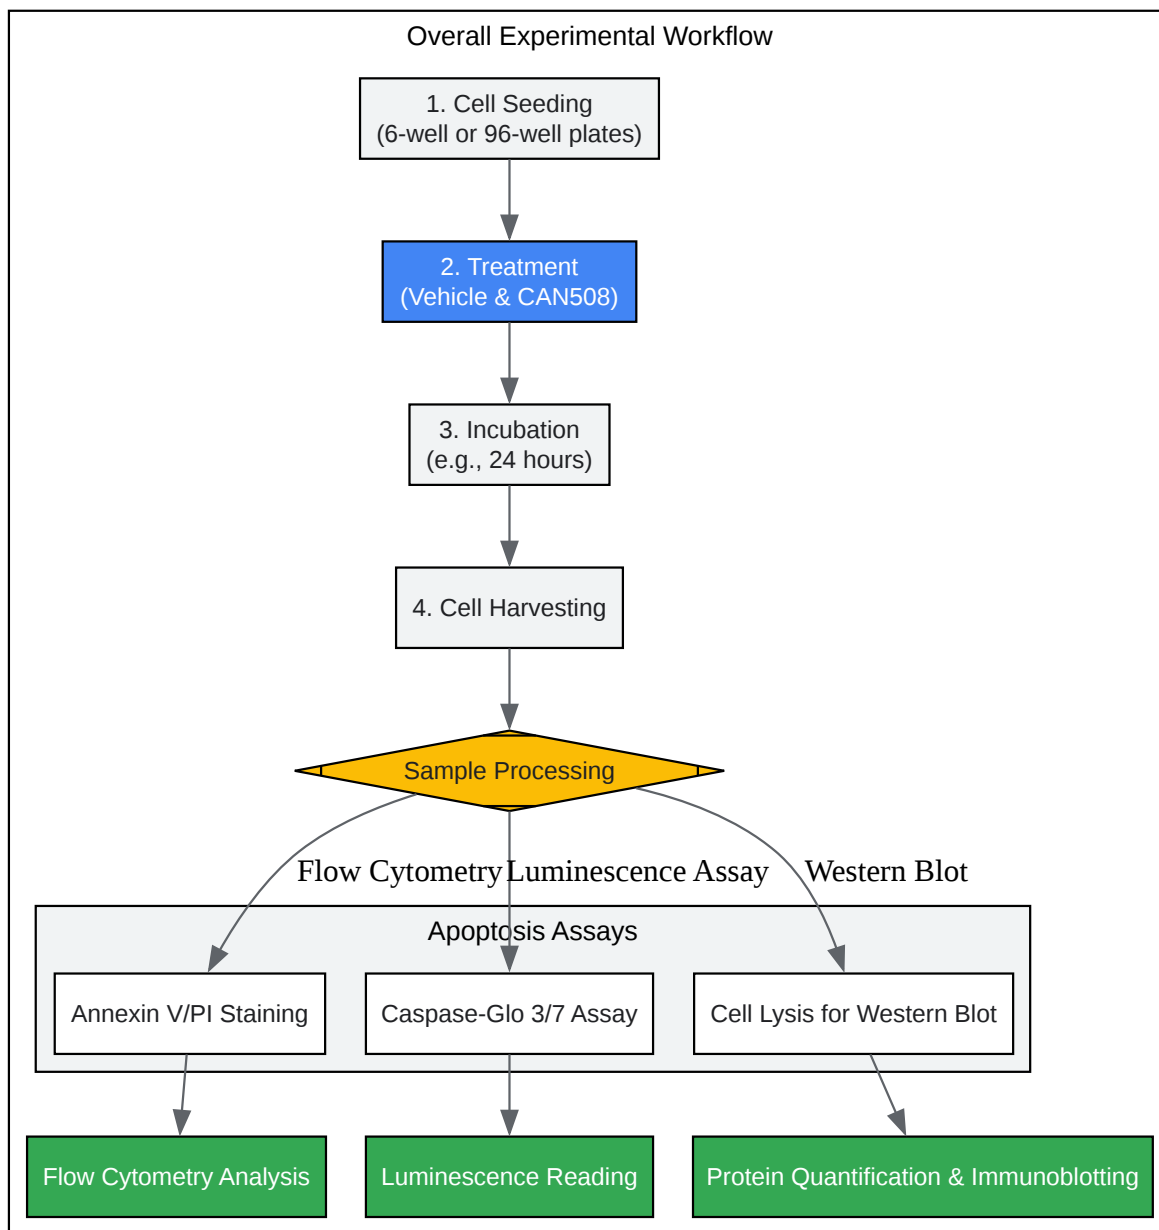 Overall Experimental Workflow
1. Cell Seeding
(6-well or 96-well plates)
2. Treatment
(Vehicle & CAN508)
3. Incubation
(e.g., 24 hours)
4. Cell Harvesting
Sample Processing
Flow Cytometry
Luminescence Assay
Western Blot
Apoptosis Assays
Annexin V/PI Staining
Caspase-Glo 3/7 Assay
Cell Lysis for Western Blot
Flow Cytometry Analysis
Luminescence Reading
Protein Quantification & Immunoblotting